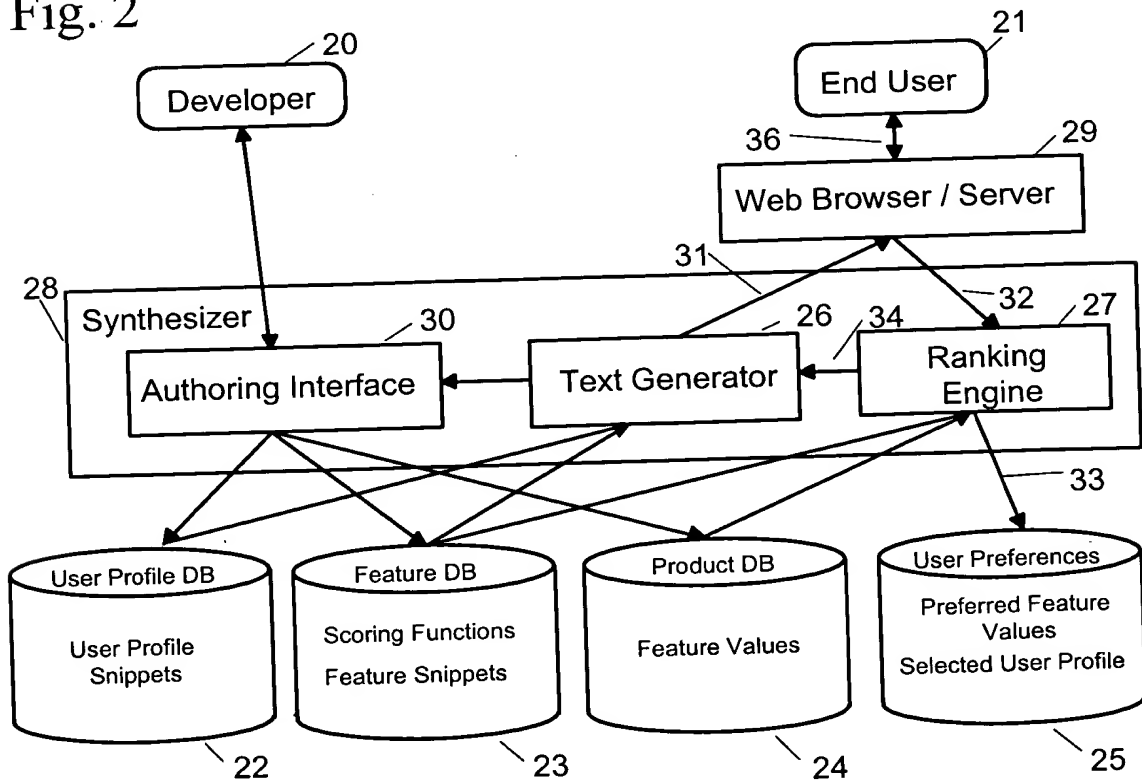 Fig. 2
20
21
Developer
End User
36
29
Web Browser / Server
31
28
32
Synthesizer
30
26
34
27
Authoring Interface
Text Generator
Ranking
Engine
33
User Profile DB
Feature DB
Product DB
User Preferences
User Profile
Snippets
Scoring Functions
Feature Snippets
Feature Values
Preferred Feature
Values
Selected User Profile
22
23
24
25